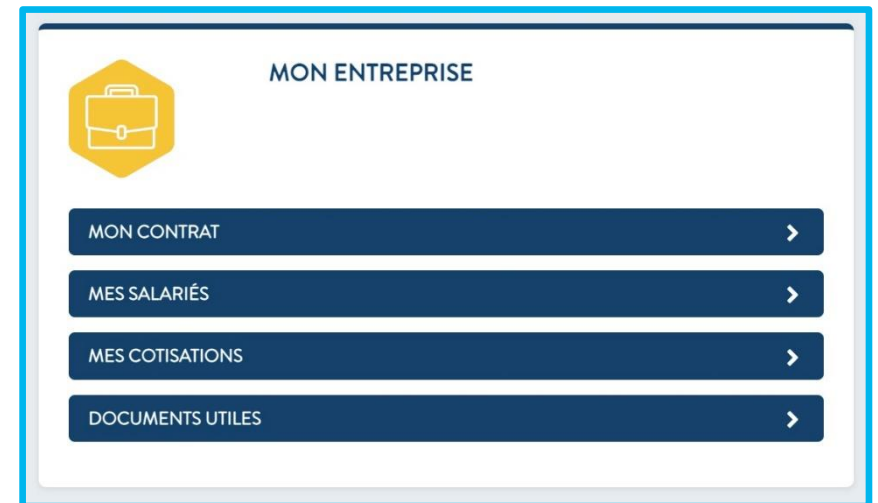 MON ENTREPRISE
MON CONTRAT
MES SALARIÉS
MES COTISATIONS
DOCUMENTS UTILES